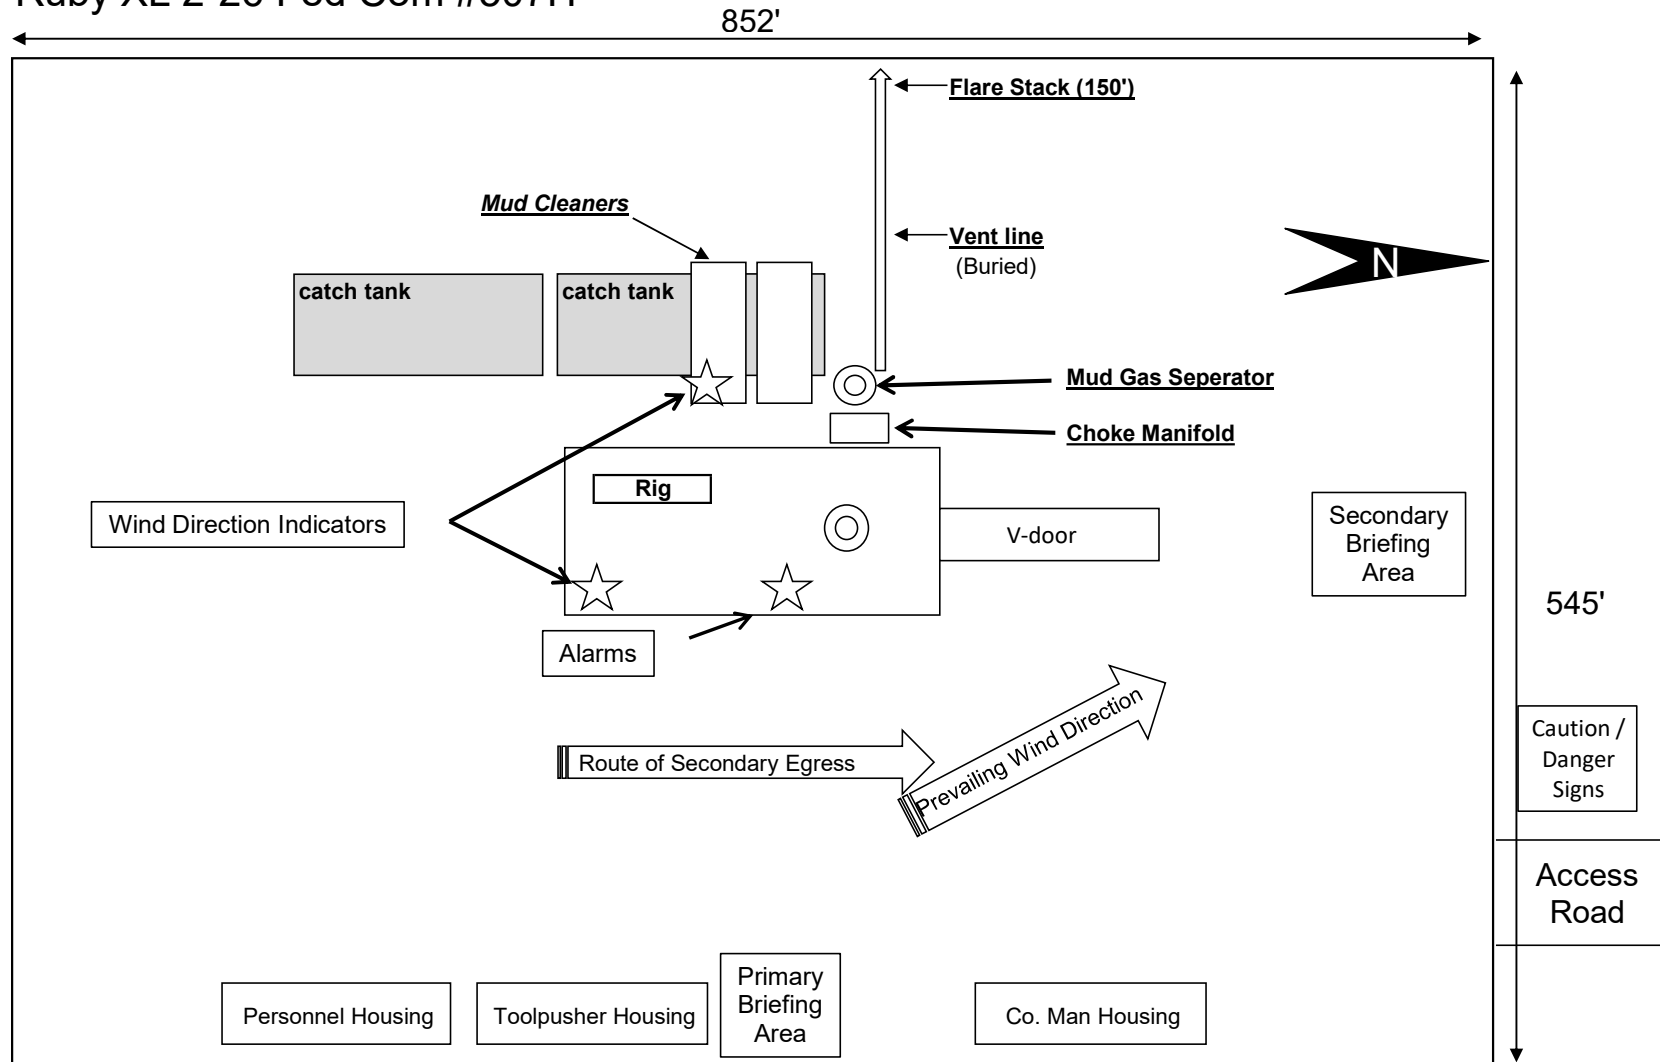 852'
Flare Stack (150')
Mud Cleaners
Vent line
(Buried)
N
catch tank
catch tank
Mud Gas Seperator
Choke Manifold
Rig
Wind Direction Indicators
V-door
Secondary
Briefing
Area
545'
Alarms
Prevailing Wind Direction
Route of Secondary Egress
Caution /
Danger
Signs
Access
Road
Personnel Housing
Toolpusher Housing
Primary
Briefing
Area
Co. Man Housing